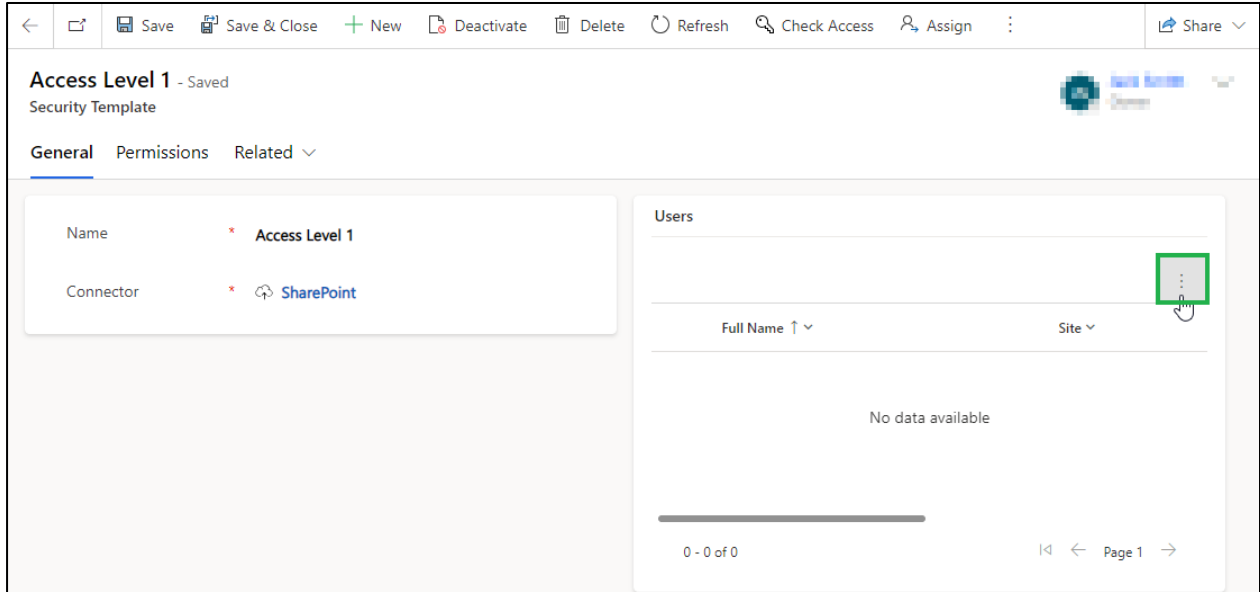 Save Save & Close New Deactivate Delete Refresh Check Access Assign Share
Access Level 1 - Saved
Security Template
General Permissions Related
Users
Name * Access Level 1
Connector * SharePoint
Full Name ↑ Site
No data available
0 - 0 of 0 Page 1